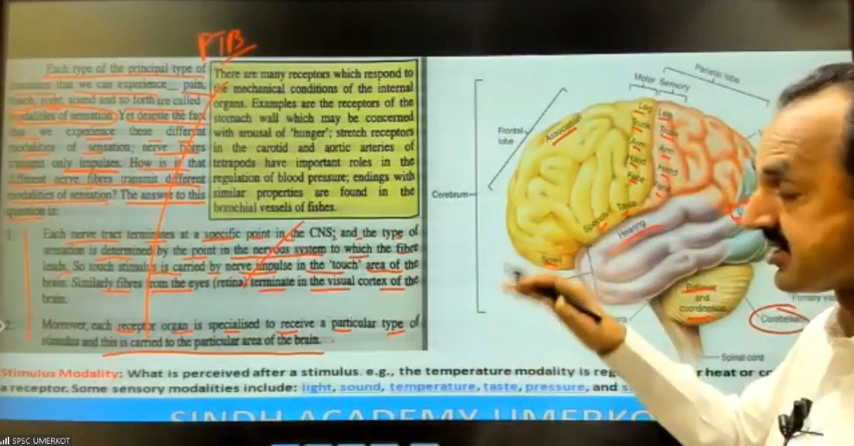 PTB
Each type of the principal type of
sensation that we can experience_ pain,
touch, sight, sound and so forth are called
modalities of sensation. Yet despite the fact
that we experience these different
modalities of sensation; nerve fibres
transmit only impulses. How is it that
different nerve fibres transmit different
modalities of sensation? The answer to this
question is:
There are many receptors which respond to
the mechanical conditions of the internal
organs. Examples are the receptors of the
stomach wall which may be concerned
with arousal of 'hunger'; stretch receptors
in the carotid and aortic arteries of
tetrapods have important roles in the
regulation of blood pressure; endings with
similar properties are found in the
brenchial vessels of fishes.
1. Each nerve tract terminates at a specific point in the CNS; and the type of
sensation is determined by the point in the nervous system to which the fibre
leads. So touch stimulus is carried by nerve impulse in the 'touch' area of the
brain. Similarly fibres from the eyes (retina) terminate in the visual cortex of the
brain.
2. Moreover, each receptor organ is specialised to receive a particular type of
stimulus and this is carried to the particular area of the brain.
Parietal lobe
Motor Sensory
Frontal
lobe
Association
Leg Leg
Trunk Trunk
Arm Arm
Hand Hand
Face Face
Speech Taste
Hearing
Smell
Cerebrum
Balance
and
coordination
Primary
Cerebellum
Spinal cord
Stimulus Modality: What is perceived after a stimulus. e.g., the temperature modality is
r heat or
a receptor. Some sensory modalities include: light, sound, temperature, taste, pressure, and
SINDH ACADEMY UMERKO
SPSC UMERKOT